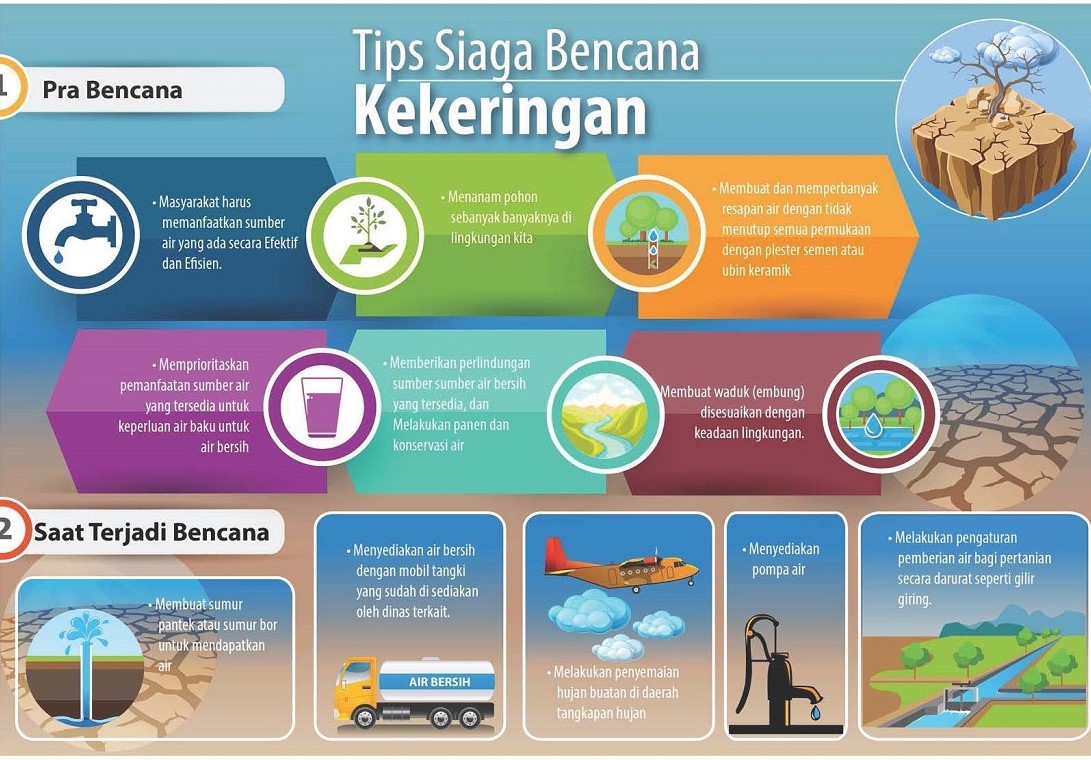 Tips Siaga Bencana
Kekeringan
1
Pra Bencana
• Masyarakat harus
memanfaatkan sumber
air yang ada secara Efektif
dan Efisien.
• Menanam pohon
sebanyak banyaknya di
lingkungan kita
• Membuat dan memperbanyak
resapan air dengan tidak
menutup semua permukaan
dengan plester semen atau
ubin keramik
• Memprioritaskan
pemanfaatan sumber air
yang tersedia untuk
keperluan air baku untuk
air bersih
• Memberikan perlindungan
sumber sumber air bersih
yang tersedia, dan
Melakukan panen dan
konservasi air
Membuat waduk (embung)
disesuaikan dengan
keadaan lingkungan.
2
Saat Terjadi Bencana
• Membuat sumur
pantek atau sumur bor
untuk mendapatkan
air
• Menyediakan air bersih
dengan mobil tangki
yang sudah di sediakan
oleh dinas terkait.
AIR BERSIH
• Melakukan penyemaian
hujan buatan di daerah
tangkapan hujan
• Menyediakan
pompa air
• Melakukan pengaturan
pemberian air bagi pertanian
secara darurat seperti gilir
giring.